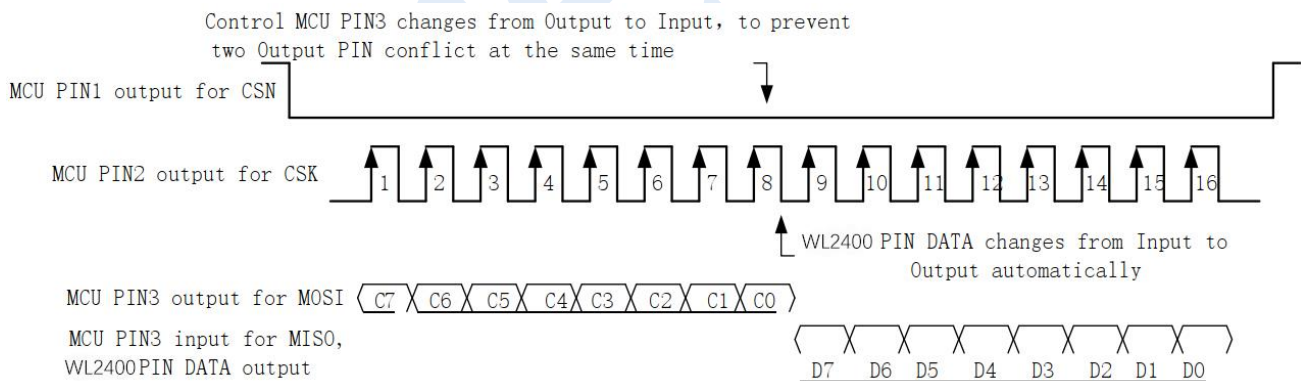 Control MCU PIN3 changes from Output to Input, to prevent
two Output PIN conflict at the same time
MCU PIN1 output for CSN
MCU PIN2 output for CSK
1 2 3 4 5 6 7 8 9 10 11 12 13 14 15 16
WL2400 PIN DATA changes from Input to
Output automatically
MCU PIN3 output for MOSI C7 C6 C5 C4 C3 C2 C1 C0
MCU PIN3 input for MISO,
WL2400 PIN DATA output
D7 D6 D5 D4 D3 D2 D1 D0